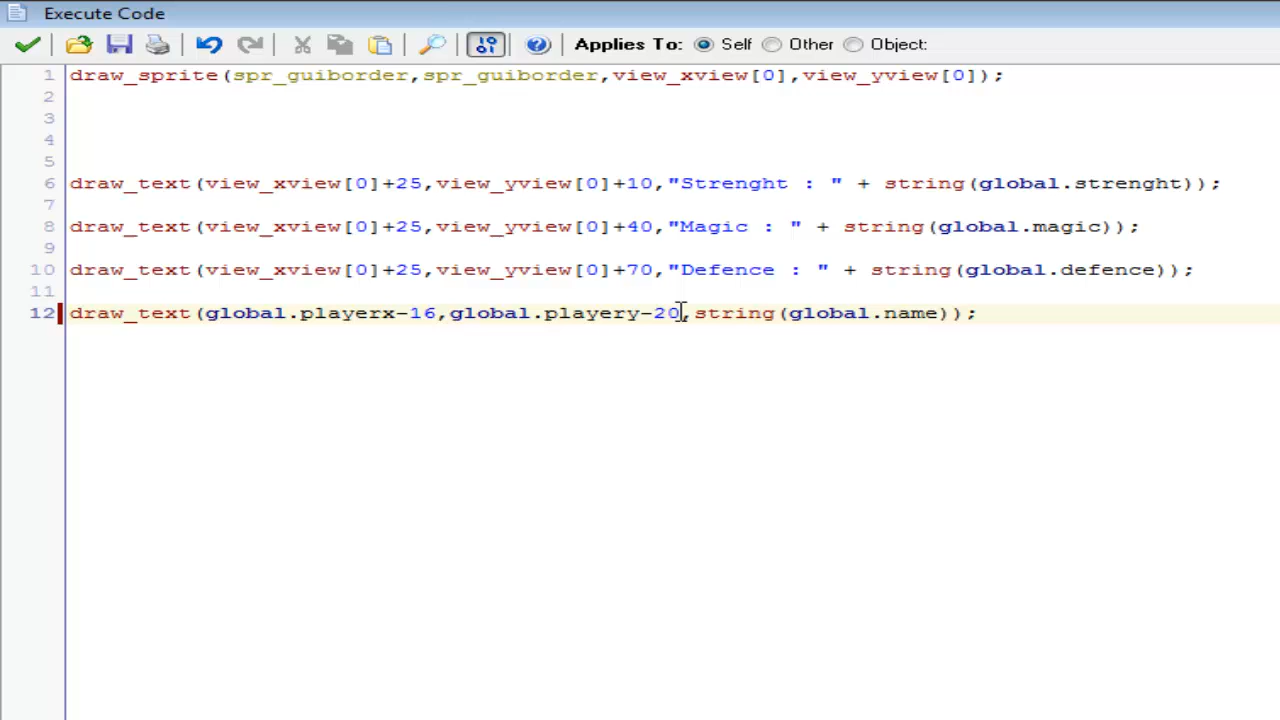 Execute Code
Applies To: Self Other Object:
1 draw_sprite(spr_guiborder,spr_guiborder,view_xview[0],view_yview[0]);
2
3
4
5
6 draw_text(view_xview[0]+25,view_yview[0]+10,"Strenght : " + string(global.strenght));
7
8 draw_text(view_xview[0]+25,view_yview[0]+40,"Magic : " + string(global.magic));
9
10 draw_text(view_xview[0]+25,view_yview[0]+70,"Defence : " + string(global.defence));
11
12 draw_text(global.playerx-16,global.playery-20,string(global.name));